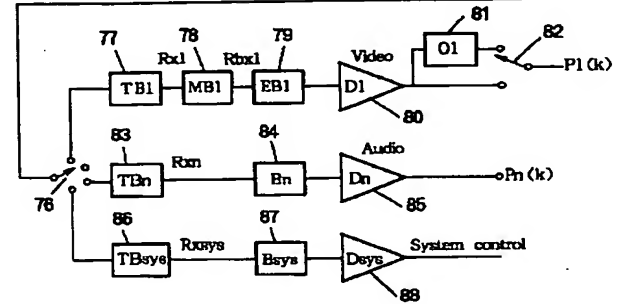 81
77
78
79
82
Rx1
Rbx1
Video
O1
P1(k)
TB1
MB1
EB1
D1
80
83
84
Audio
76
TBn
Rxn
Bn
Dn
Pn(k)
85
86
87
TBsys
Rxsys
Bsys
Dsys
System control
88